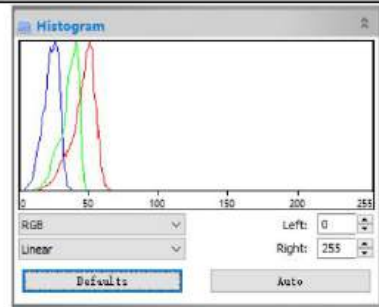 Histogram
0 50 100 150 200 255
RGB Left: 0
Linear Right: 255
Defaults Auto